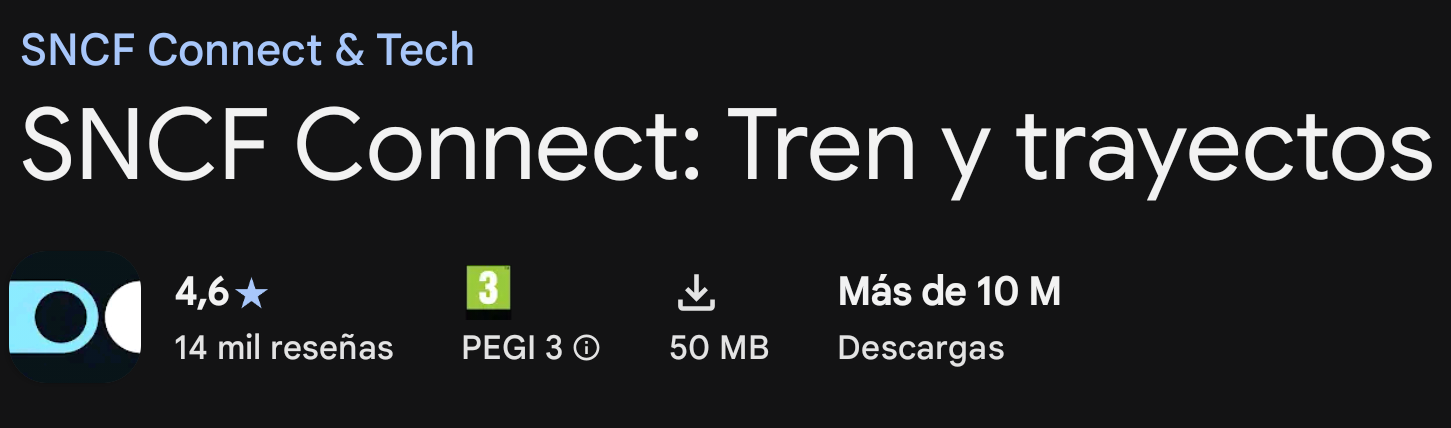 SNCF Connect & Tech
SNCF Connect: Tren y trayectos
4,6★ 3 Más de 10 M
14 mil reseñas PEGI 3 50 MB Descargas